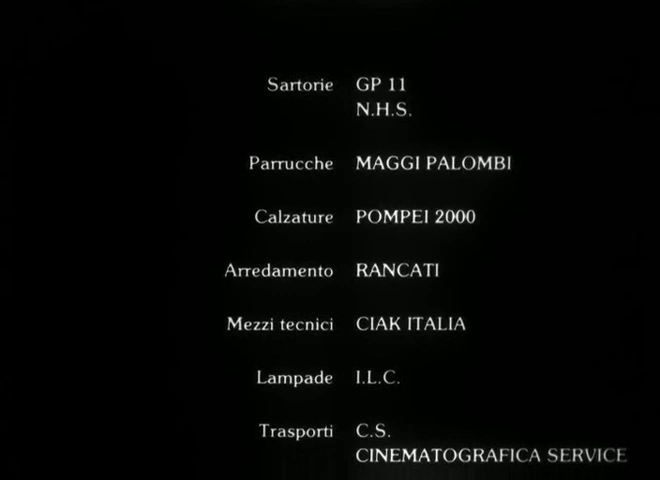 Sartorie GP 11
N.H.S.
Parrucche MAGGI PALOMBI
Calzature POMPEI 2000
Arredamento RANCATI
Mezzi tecnici CIAK ITALIA
Lampade I.L.C.
Trasporti C.S.
CINEMATOGRAFICA SERVICE